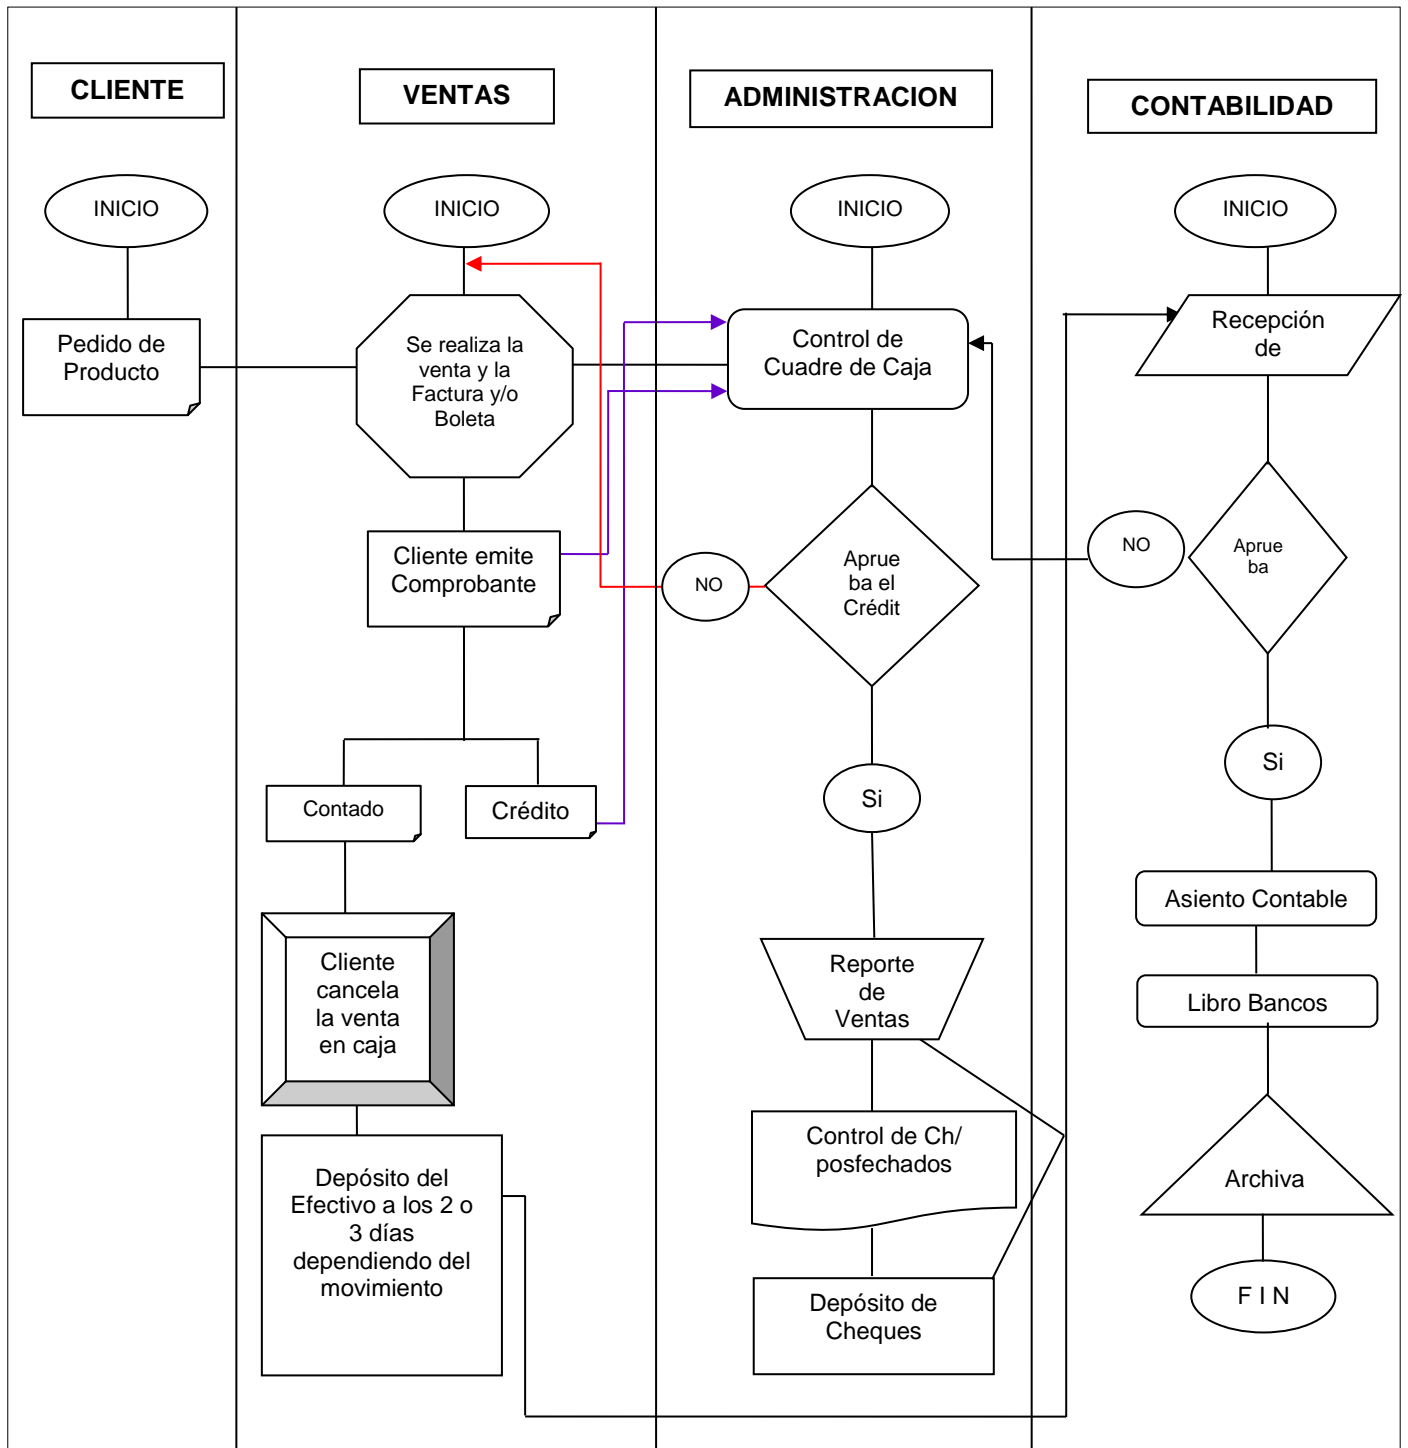 CLIENTE
VENTAS
ADMINISTRACION
CONTABILIDAD
INICIO
INICIO
INICIO
INICIO
Pedido de
Producto
Se realiza la
venta y la
Factura y/o
Boleta
Control de
Cuadre de Caja
Recepción
de
Cliente emite
Comprobante
NO
Aprue
ba el
Crédit
NO
Aprue
ba
Contado
Crédito
Si
Si
Cliente
cancela
la venta
en caja
Reporte
de
Ventas
Asiento Contable
Libro Bancos
Depósito del
Efectivo a los 2 o
3 días
dependiendo del
movimiento
Control de Ch/
posfechados
Depósito de
Cheques
Archiva
F I N